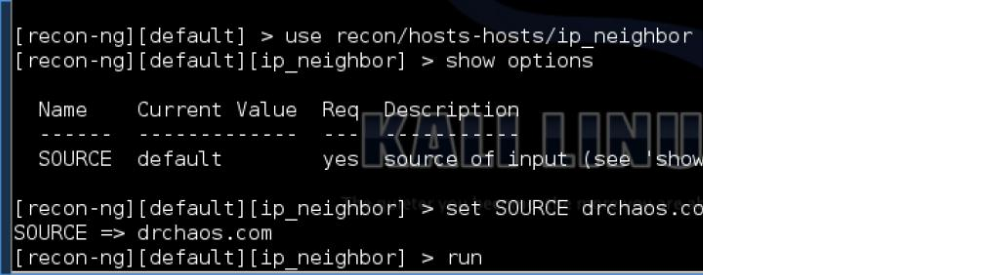 [recon-ng][default] > use recon/hosts-hosts/ip_neighbor
[recon-ng][default][ip_neighbor] > show options
Name Current Value Req Description
------ ------------- --- -----------
SOURCE default yes source of input (see 'show
KALI LINU
[recon-ng][default][ip_neighbor] > set SOURCE drchaos.co
SOURCE => drchaos.com
[recon-ng][default][ip_neighbor] > run